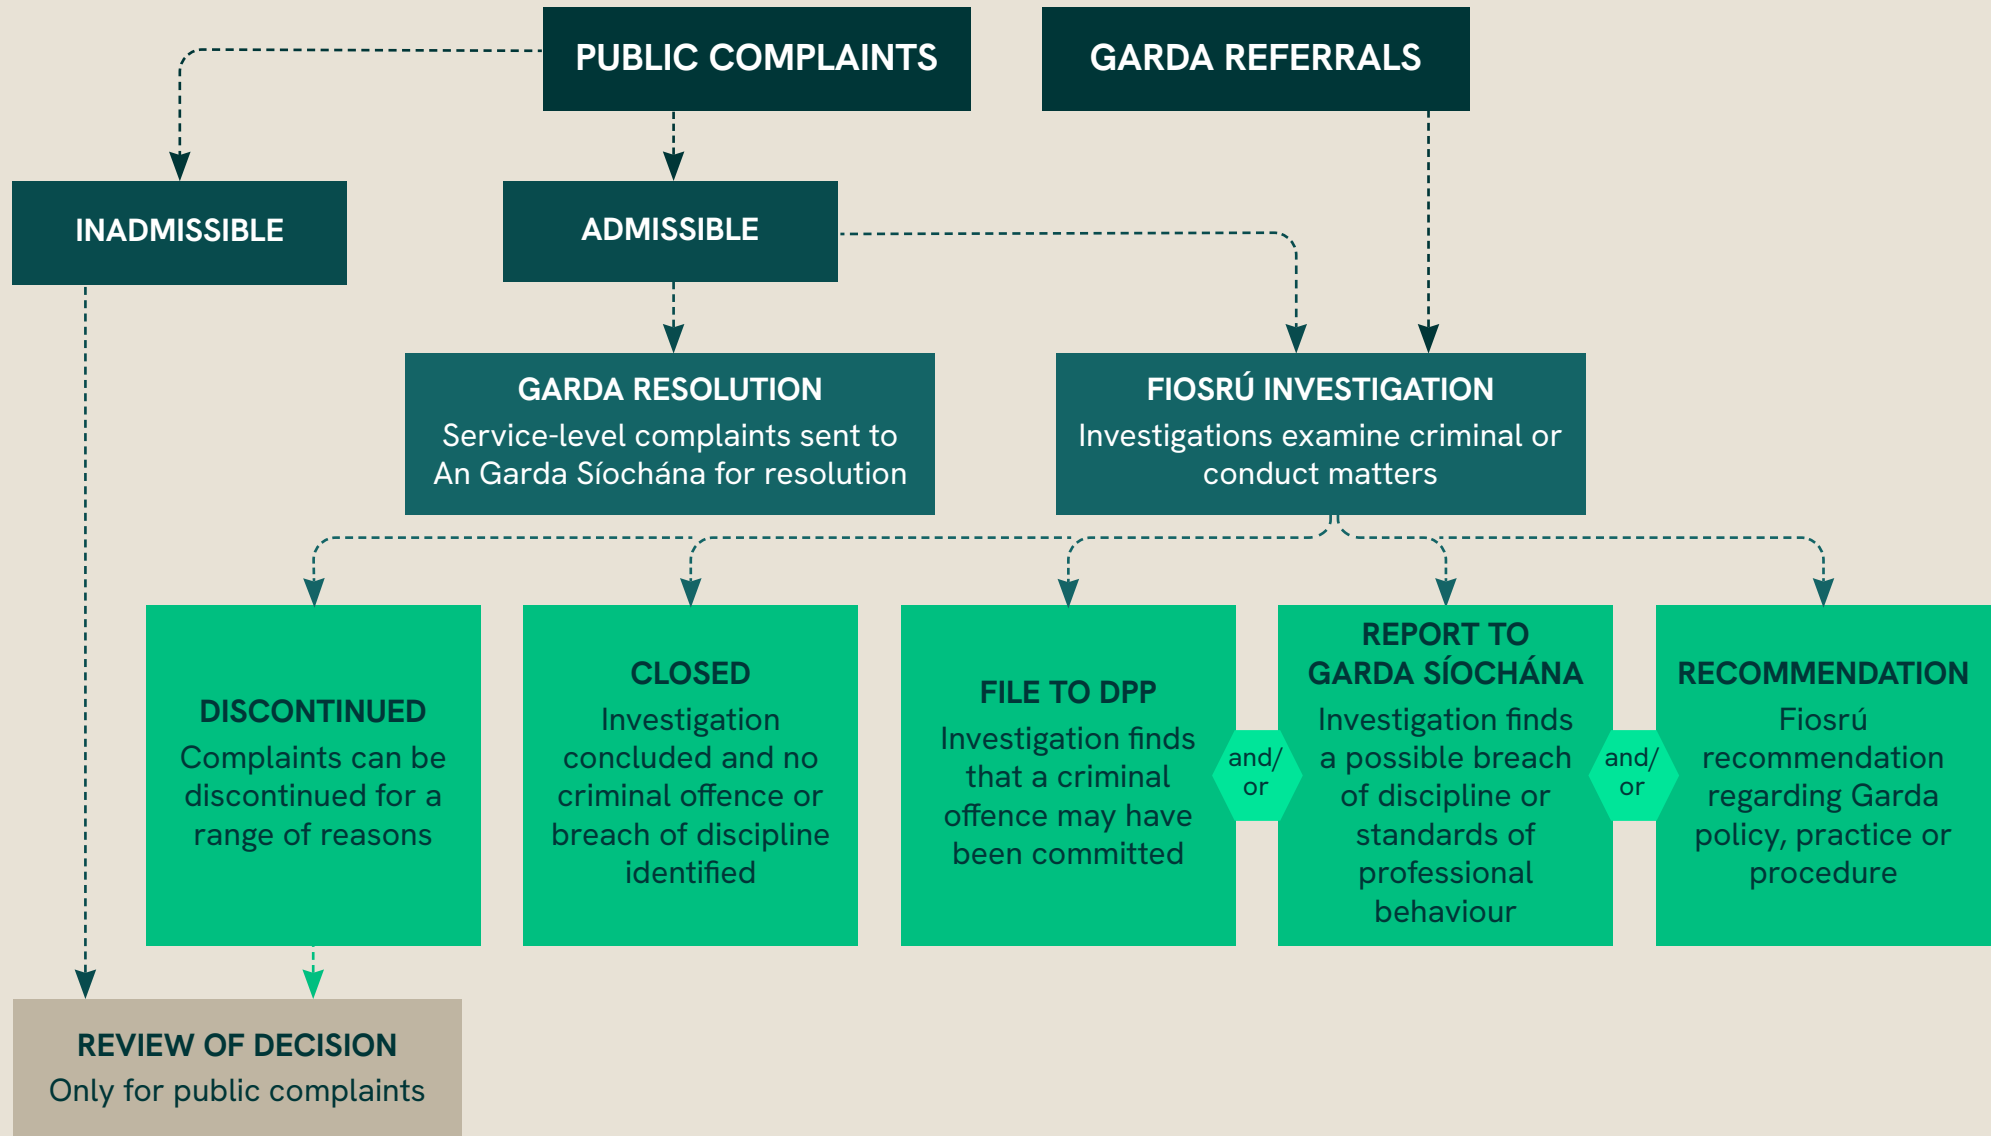 PUBLIC COMPLAINTS
GARDA REFERRALS
INADMISSIBLE
ADMISSIBLE
GARDA RESOLUTION
Service-level complaints sent to
An Garda Síochána for resolution
FIOSRÚ INVESTIGATION
Investigations examine criminal or
conduct matters
DISCONTINUED
Complaints can be
discontinued for a
range of reasons
CLOSED
Investigation
concluded and no
criminal offence or
breach of discipline
identified
FILE TO DPP
Investigation finds
that a criminal
offence may have
been committed
and/
or
REPORT TO
GARDA SÍOCHÁNA
Investigation finds
a possible breach
of discipline or
standards of
professional
behaviour
and/
or
RECOMMENDATION
Fiosrú
recommendation
regarding Garda
policy, practice or
procedure
REVIEW OF DECISION
Only for public complaints